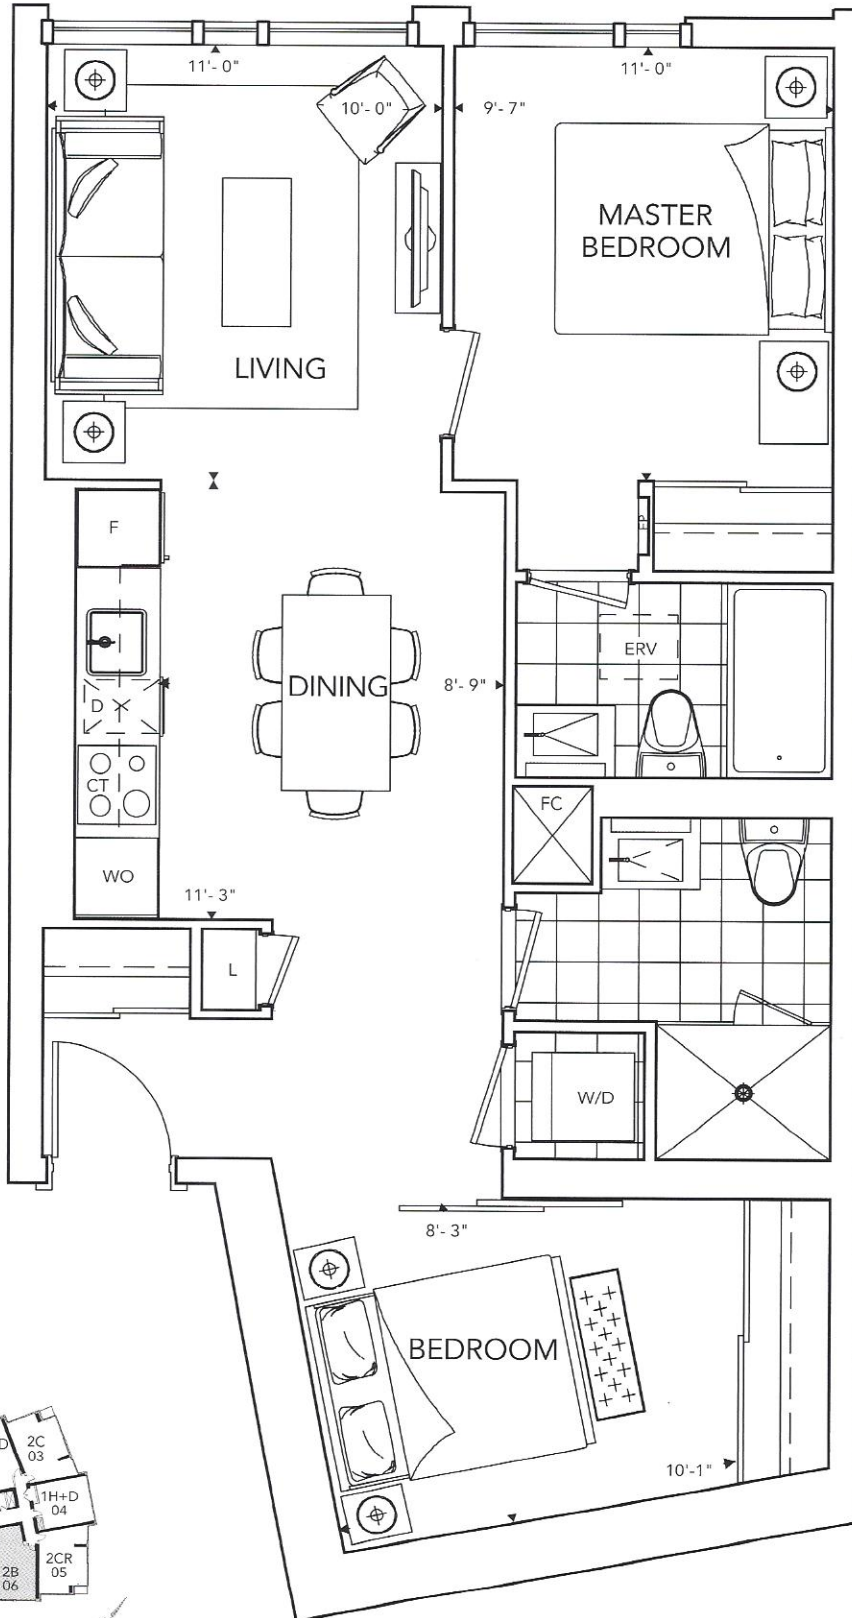 11'- 0"
10'- 0"
9'- 7"
11'- 0"
MASTER
BEDROOM
LIVING
F
EP
DINING
8'- 9"
ERV
D
CT
FC
WO
11'- 3"
L
W/D
8'- 3"
BEDROOM
10'-1"
D
2C
03
1H+D
04
2B
06
2CR
05